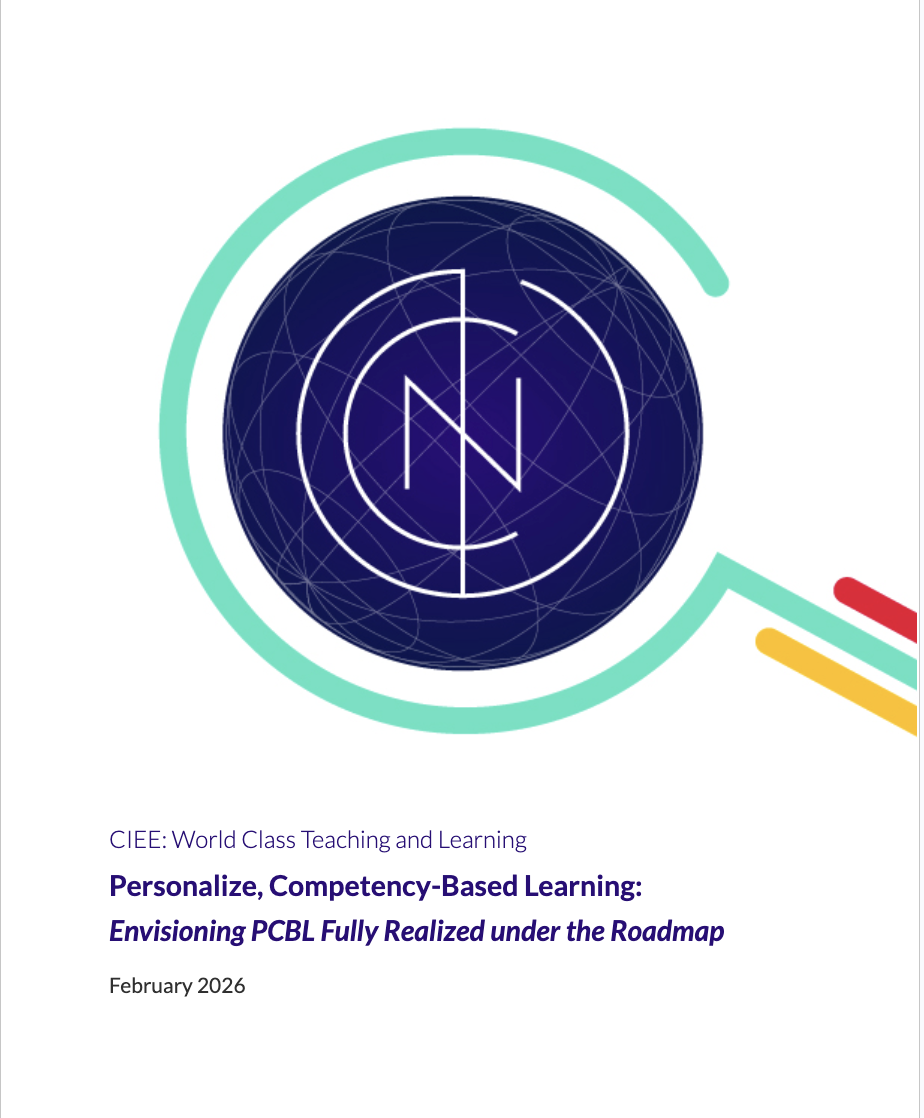 CIEE: World Class Teaching and Learning
Personalize, Competency-Based Learning:
Envisioning PCBL Fully Realized under the Roadmap
February 2026